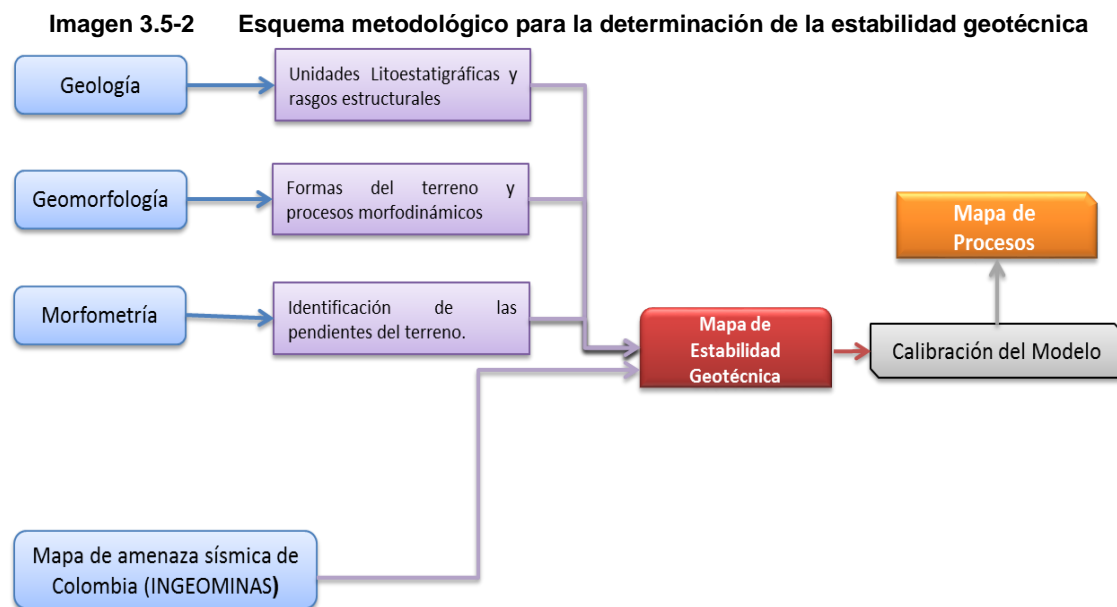 Imagen 3.5-2 Esquema metodológico para la determinación de la estabilidad geotécnica
Geología
Unidades Litoestatigráficas y
rasgos estructurales
Geomorfología
Formas del terreno y
procesos morfodinámicos
Morfometría
Identificación de las
pendientes del terreno.
Mapa de amenaza sísmica de
Colombia (INGEOMINAS)
Mapa de
Estabilidad
Geotécnica
Calibración del Modelo
Mapa de
Procesos